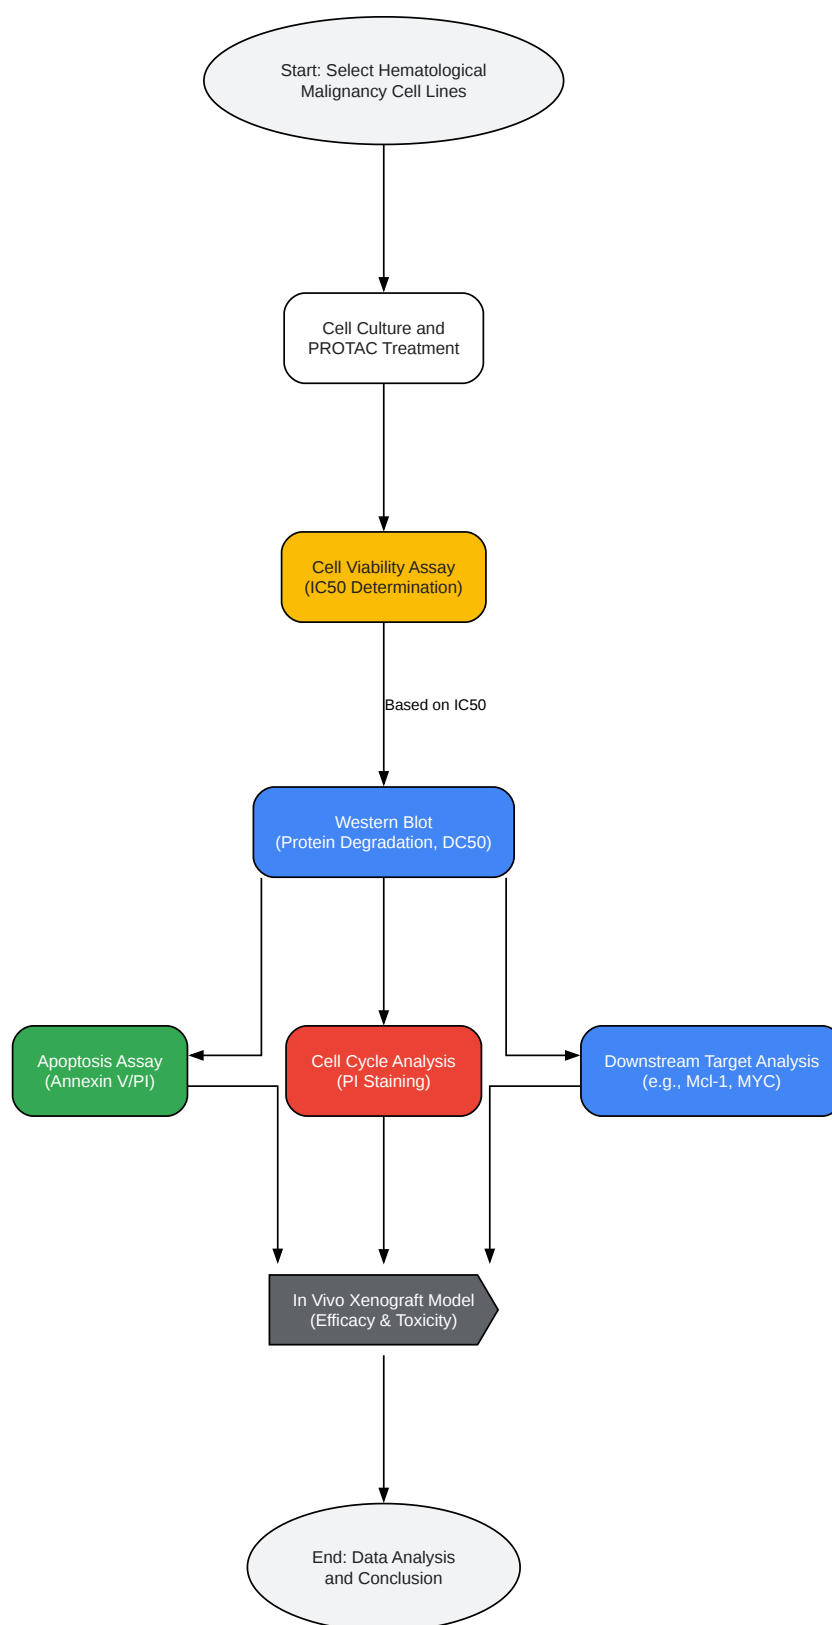 Start: Select Hematological
Malignancy Cell Lines
Cell Culture and
PROTAC Treatment
Cell Viability Assay
(IC50 Determination)
Based on IC50
Western Blot
(Protein Degradation, DC50)
Apoptosis Assay
(Annexin V/PI)
Cell Cycle Analysis
(PI Staining)
Downstream Target Analysis
(e.g., Mcl-1, MYC)
In Vivo Xenograft Model
(Efficacy & Toxicity)
End: Data Analysis
and Conclusion